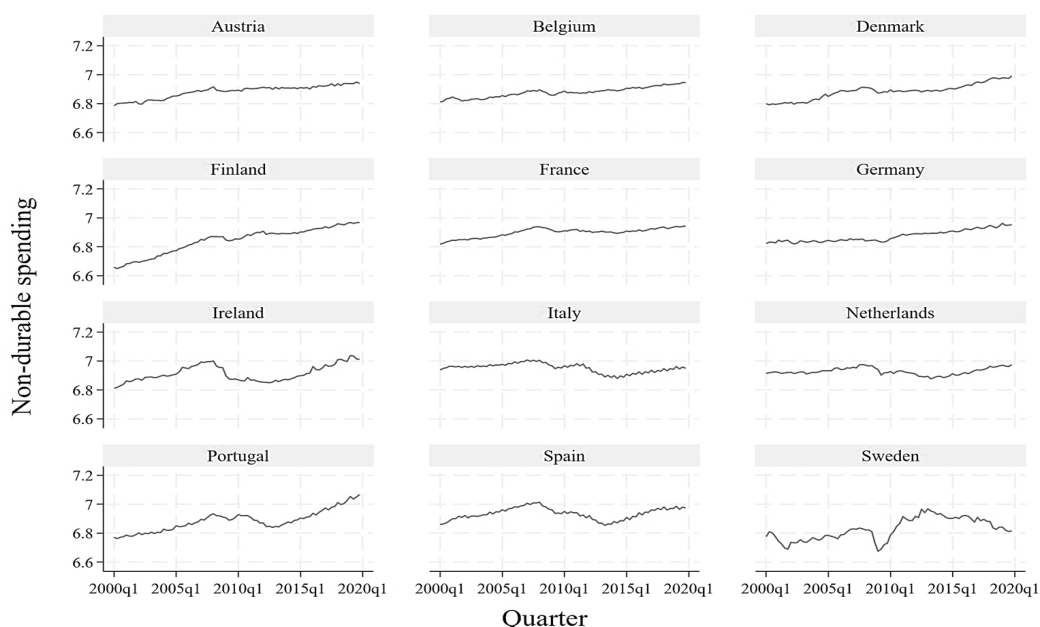 Austria Belgium Denmark
7.2
7
6.8
6.6
Finland France Germany
7.2
7
6.8
6.6
Ireland Italy Netherlands
7.2
7
6.8
6.6
Portugal Spain Sweden
7.2
7
6.8
6.6
2000q1 2005q1 2010q1 2015q1 2020q1 2000q1 2005q1 2010q1 2015q1 2020q1 2000q1 2005q1 2010q1 2015q1 2020q1
Non-durable spending
Quarter